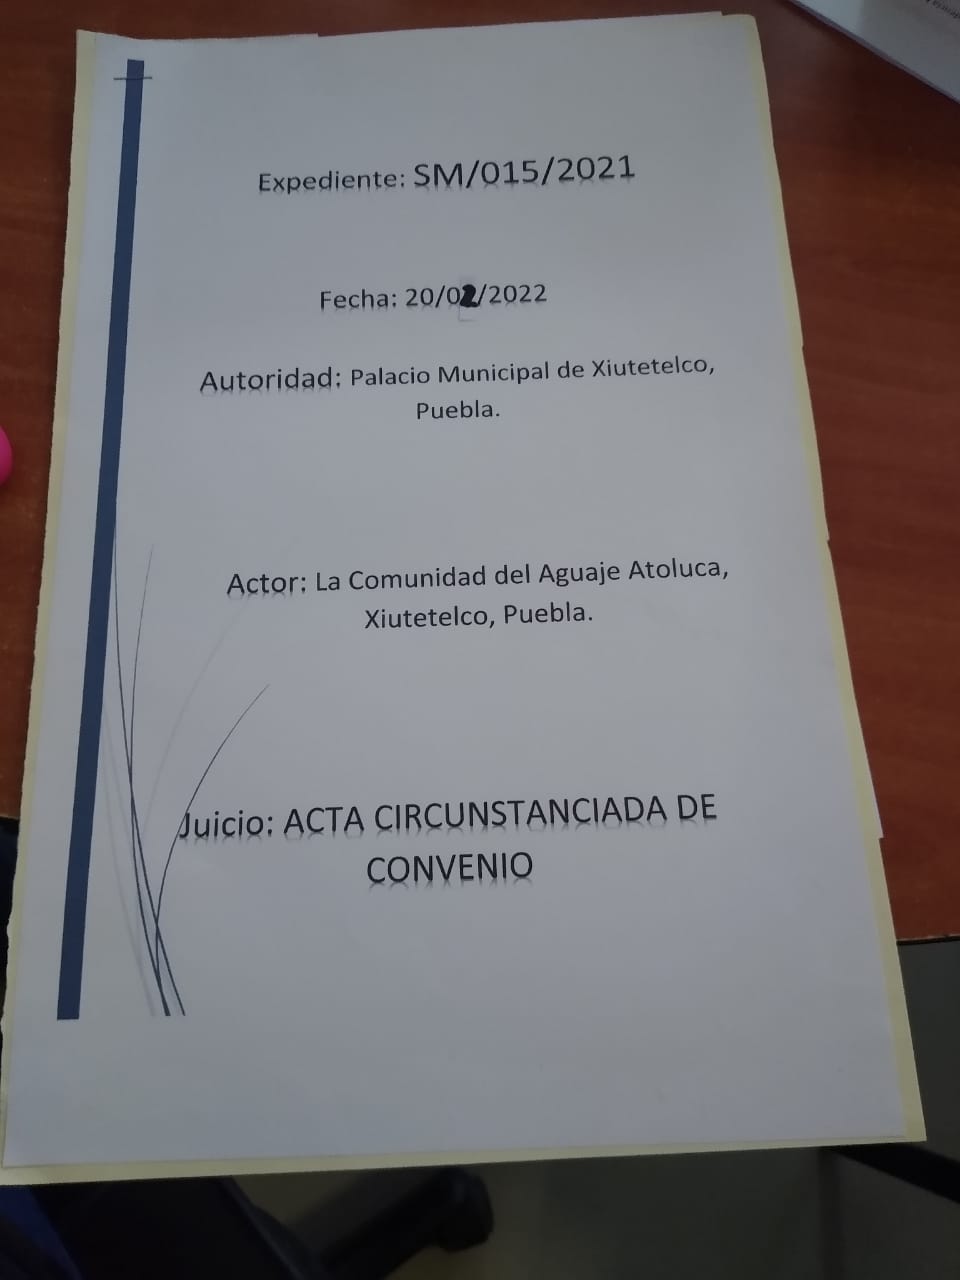 Expediente: SM/015/2021
Fecha: 20/02/2022
Autoridad: Palacio Municipal de Xiutetelco,
Puebla.
Actor: La Comunidad del Aguaje Atoluca,
Xiutetelco, Puebla.
Juicio: ACTA CIRCUNSTANCIADA DE
CONVENIO